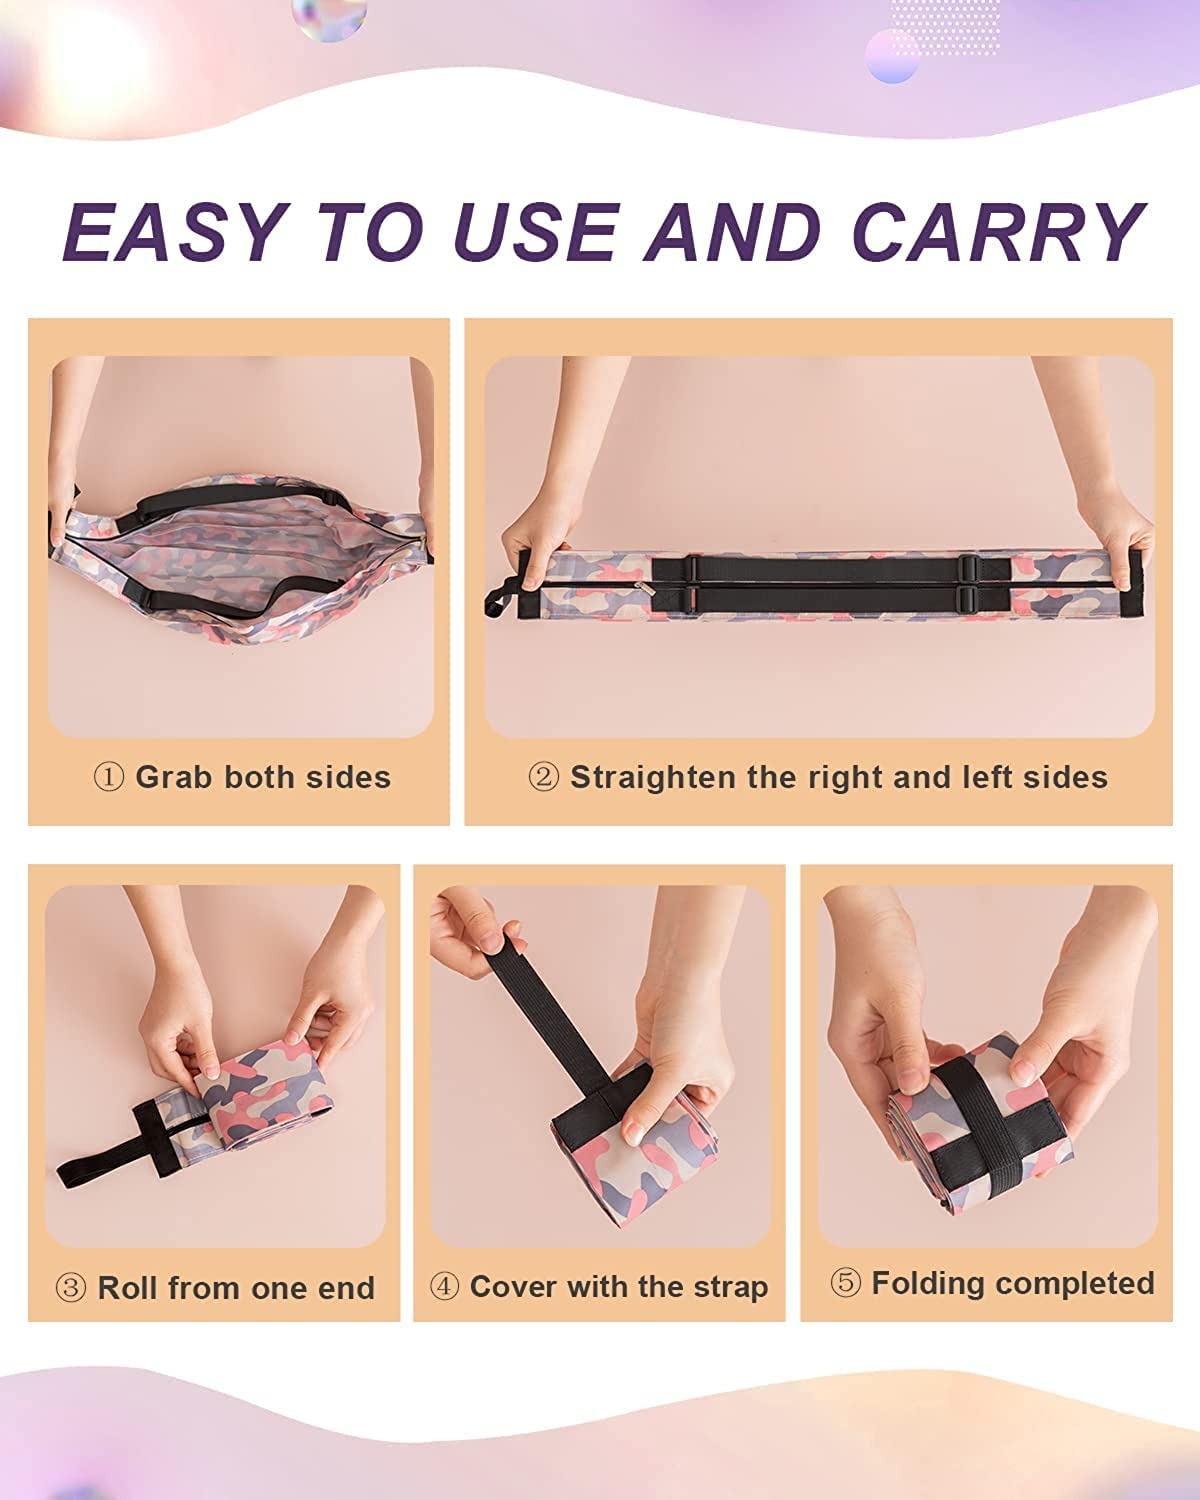 EASY TO USE AND CARRY
① Grab both sides
② Straighten the right and left sides
③ Roll from one end
④ Cover with the strap
⑤ Folding completed